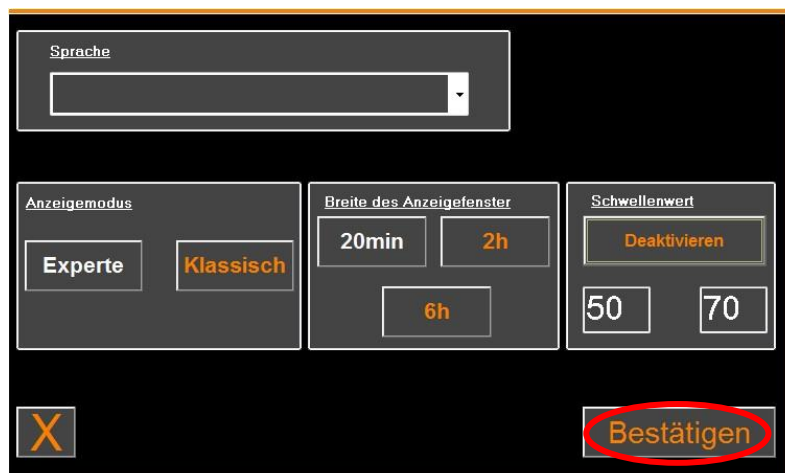 Sprache
Anzeigemodus
Experte
Klassisch
Breite des Anzeigefenster
20min
2h
6h
Schwellenwert
Deaktivieren
50
70
X
Bestätigen